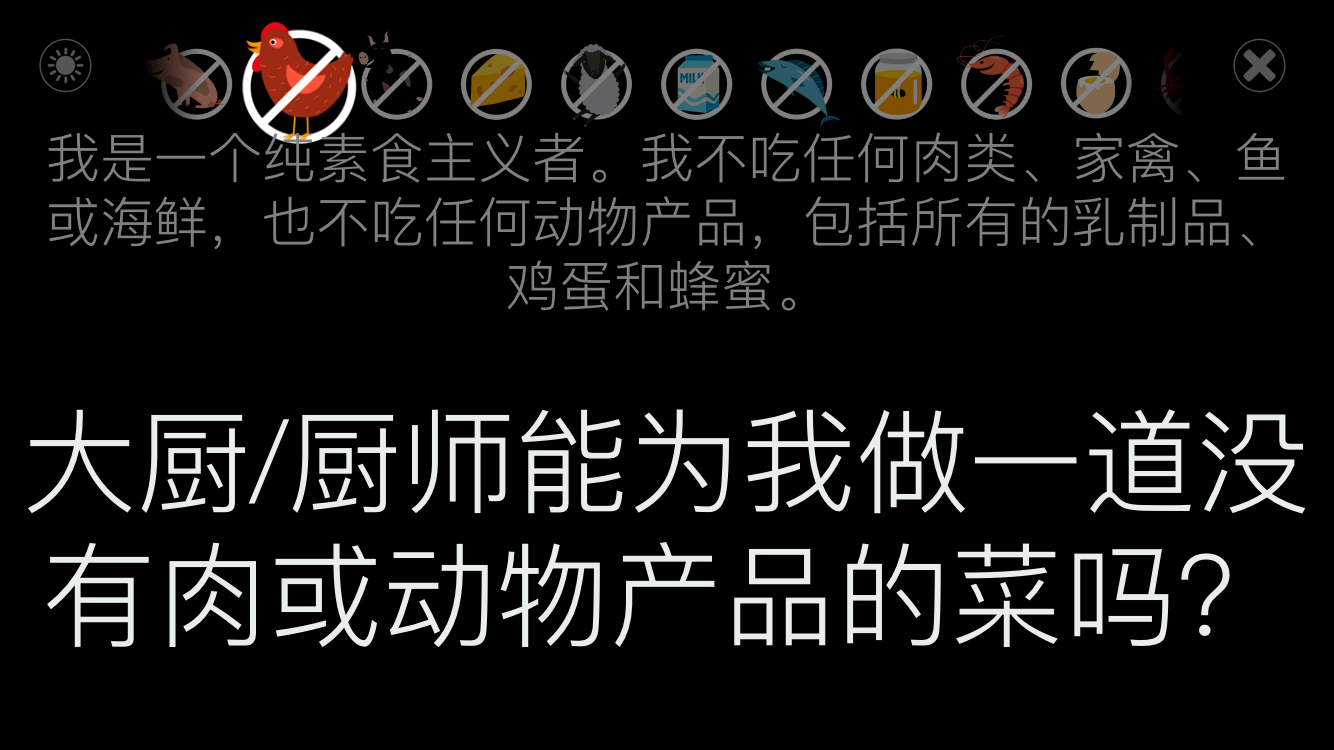 MILK
我是一个纯素食主义者。我不吃任何肉类、家禽、鱼
或海鲜，也不吃任何动物产品，包括所有的乳制品、
鸡蛋和蜂蜜。
大厨/厨师能为我做一道没
有肉或动物产品的菜吗?